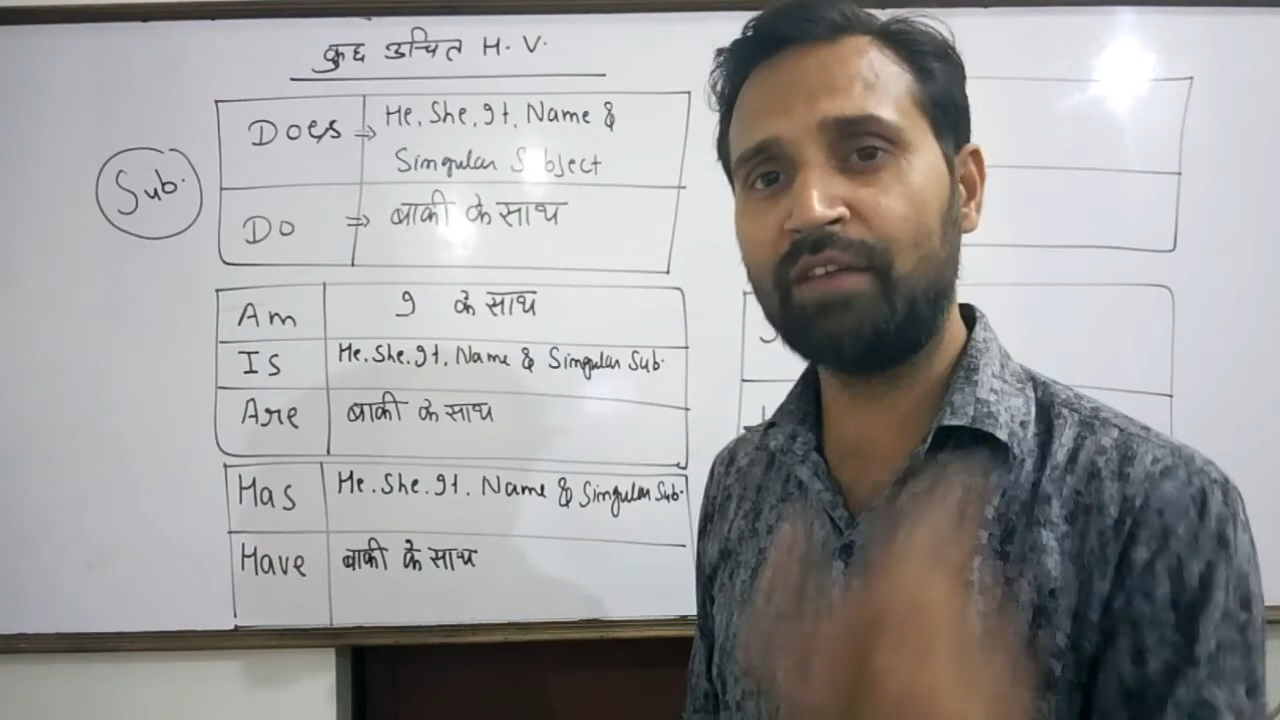 कुछ उचित H. V.
Sub.
Does ⇒ He. She. It. Name &
Singular Subject
Do ⇒ बाकी के साथ
Am I के साथ
Is He. She. It. Name & Singular Sub.
Are बाकी के साथ
Has He. She. It. Name & Singular Sub.
Have बाकी के साथ